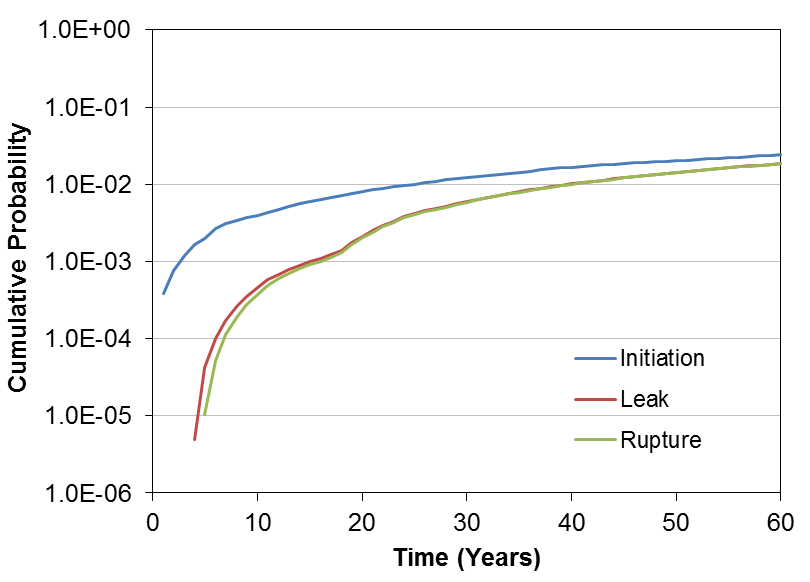 1.0E+00
1.0E-01
1.0E-02
1.0E-03
1.0E-04
1.0E-05
1.0E-06
Cumulative Probability
Initiation
Leak
Rupture
0 10 20 30 40 50 60
Time (Years)